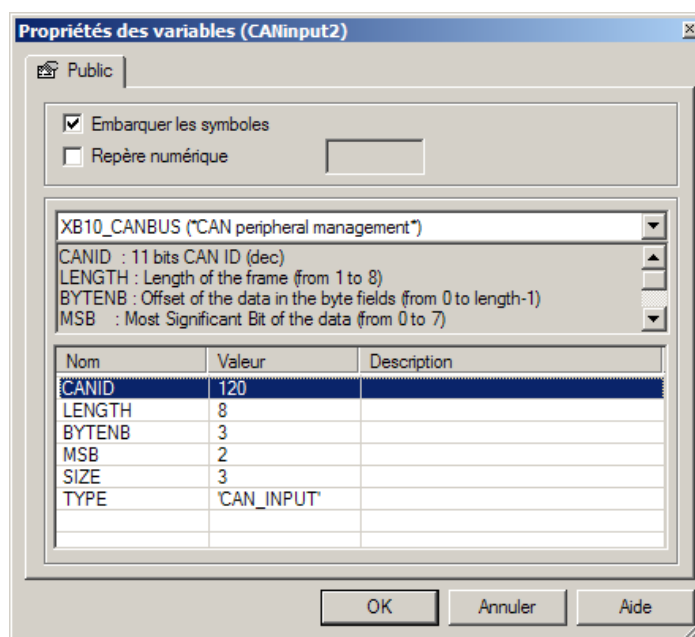 Propriétés des variables (CANinput2)
Public
Embarquer les symboles
Repère numérique
XB10_CANBUS (*CAN peripheral management*)
CANID : 11 bits CAN ID (dec)
LENGTH : Length of the frame (from 1 to 8)
BYTENB : Offset of the data in the byte fields (from 0 to length-1)
MSB : Most Significant Bit of the data (from 0 to 7)
Nom Valeur Description
CANID 120
LENGTH 8
BYTENB 3
MSB 2
SIZE 3
TYPE 'CAN_INPUT'
OK Annuler Aide